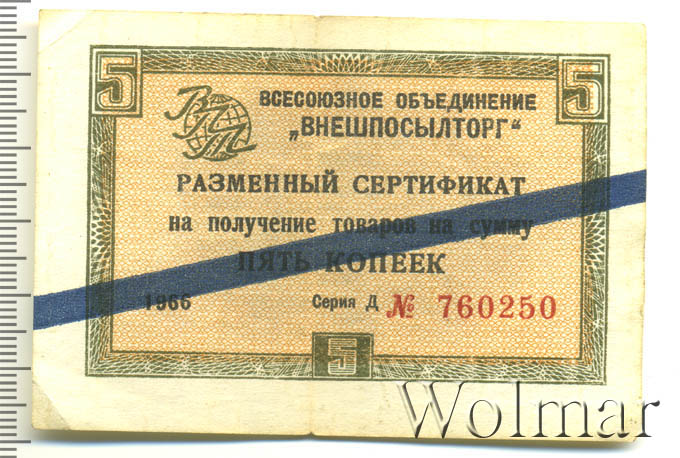 5 5
ВПТ
ВСЕСОЮЗНОЕ ОБЪЕДИНЕНИЕ
„ВНЕШПОСЫЛТОРГ“
РАЗМЕННЫЙ СЕРТИФИКАТ
на получение товаров на сумму
ПЯТЬ КОПЕЕК
1966 Серия Д № 760250
5
Wolmar